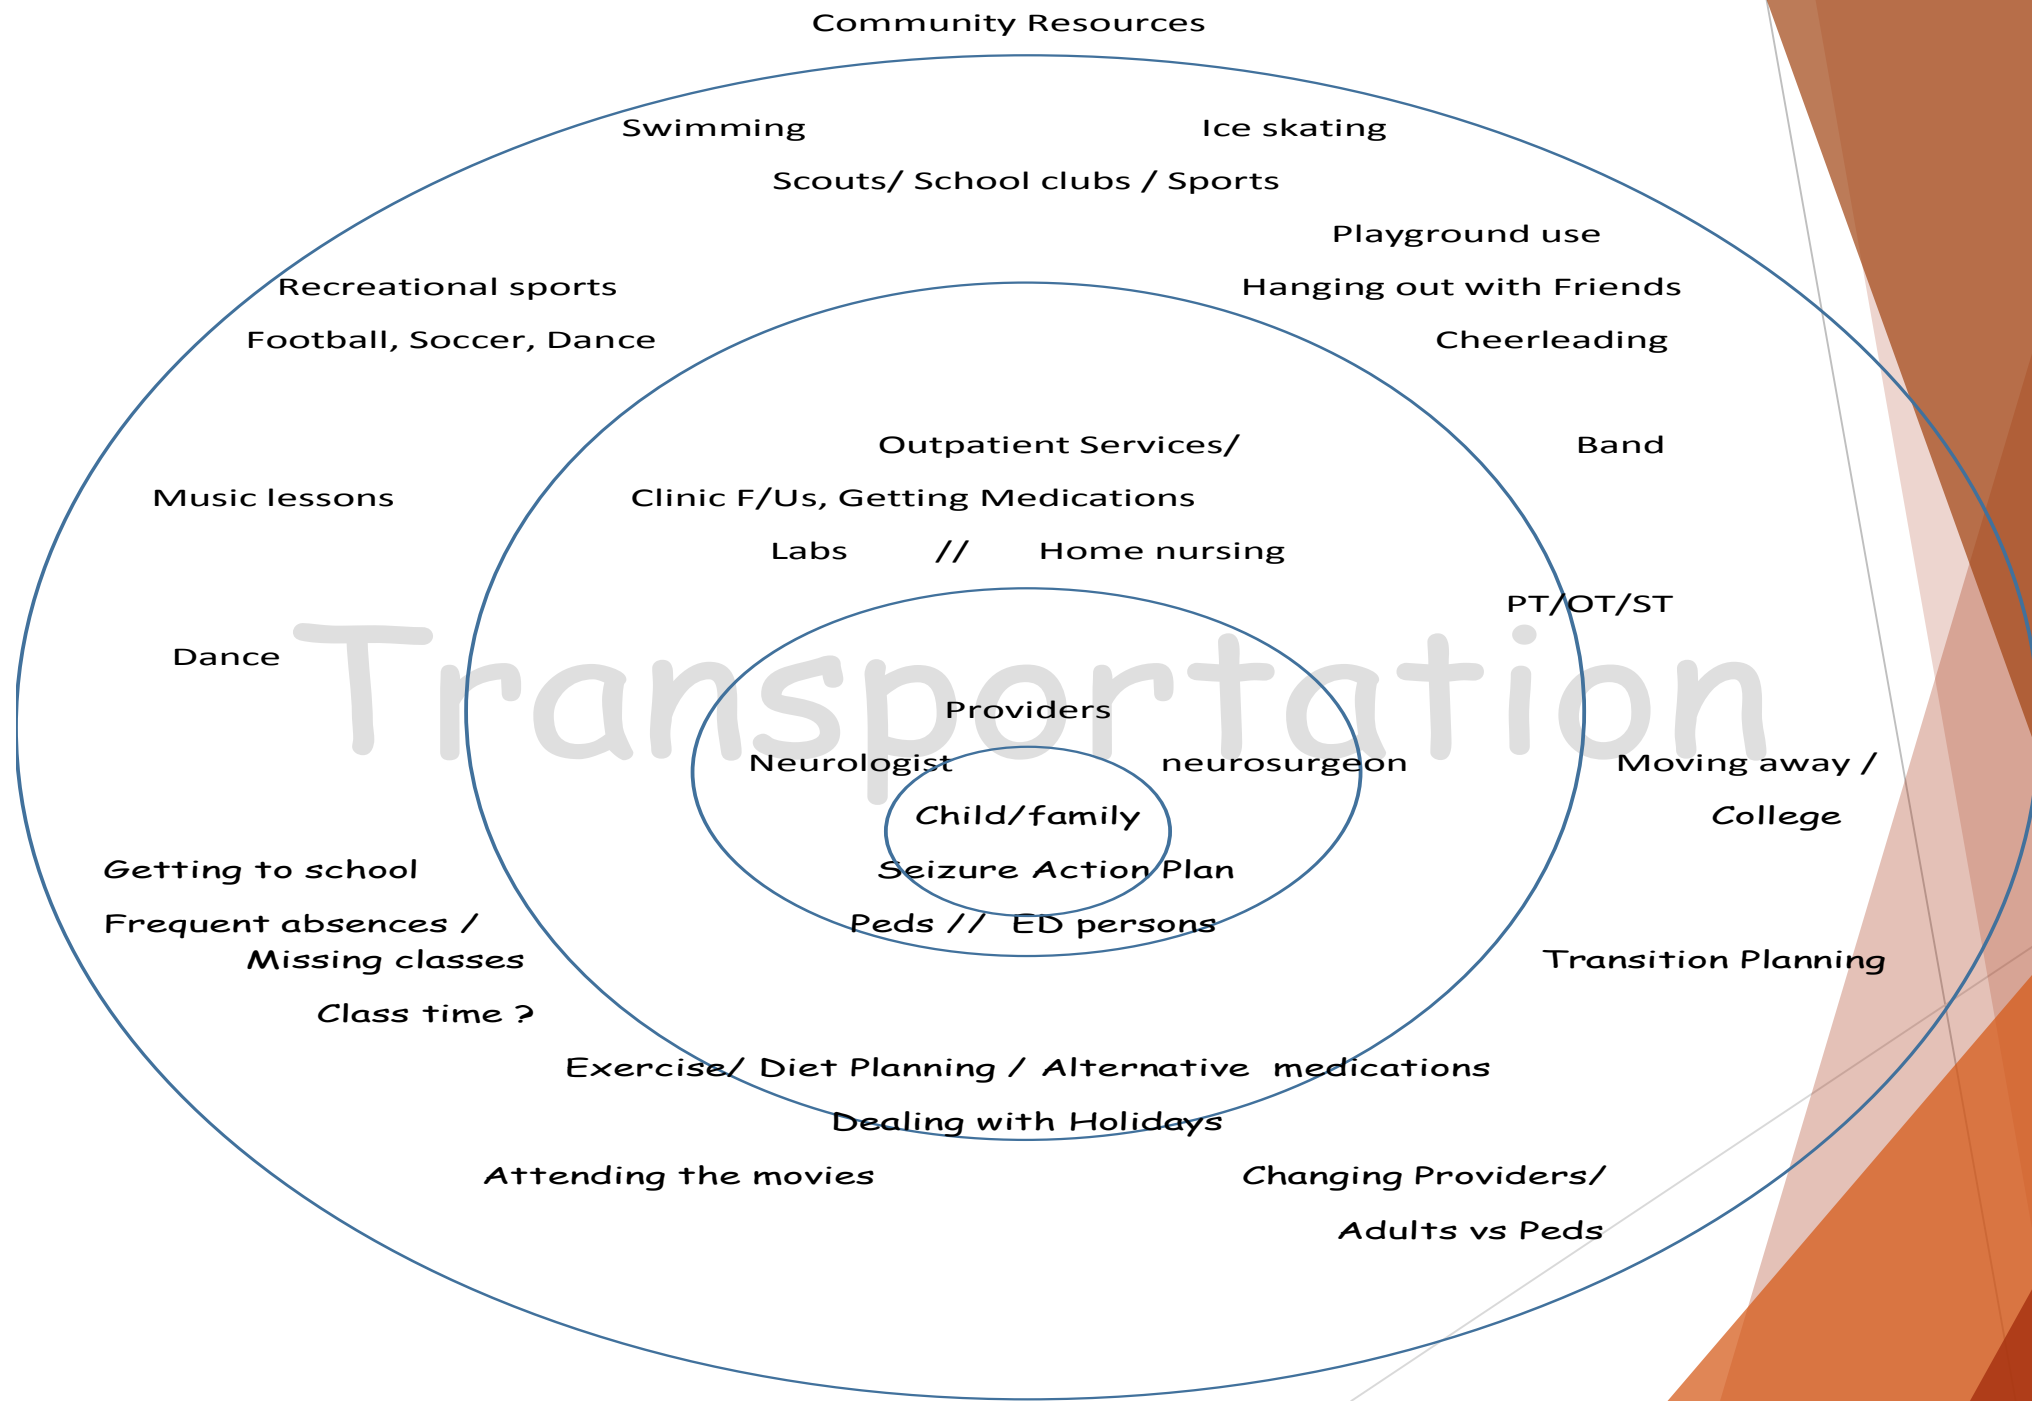 Community Resources
Swimming Ice skating
Scouts/ School clubs / Sports
Playground use
Recreational sports Hanging out with Friends
Football, Soccer, Dance Cheerleading
Outpatient Services/ Band
Music lessons Clinic F/Us, Getting Medications
Labs // Home nursing
PT/OT/ST
Dance
Transportation
Providers
Neurologist neurosurgeon Moving away /
Child/family College
Getting to school Seizure Action Plan
Frequent absences / Peds // ED persons
Missing classes Transition Planning
Class time ?
Exercise/ Diet Planning / Alternative medications
Dealing with Holidays
Attending the movies Changing Providers/
Adults vs Peds